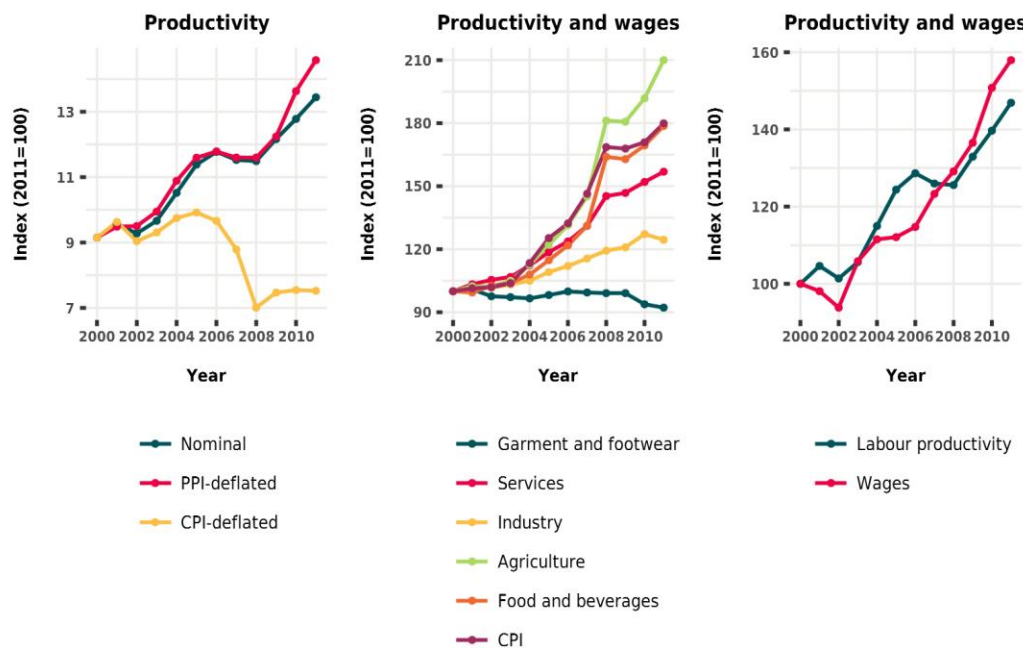 Productivity
Index (2011=100)
13
11
9
7
2000 2002 2004 2006 2008 2010
Year
Nominal
PPI-deflated
CPI-deflated
Productivity and wages
Index (2011=100)
210
180
150
120
90
2000 2002 2004 2006 2008 2010
Year
Garment and footwear
Services
Industry
Agriculture
Food and beverages
CPI
Productivity and wages
Index (2011=100)
160
140
120
100
2000 2002 2004 2006 2008 2010
Year
Labour productivity
Wages